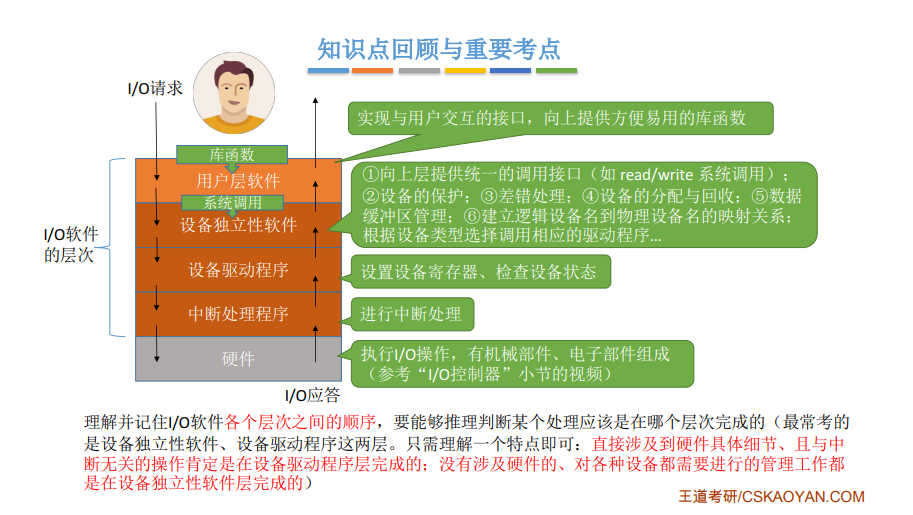 知识点回顾与重要考点
I/O请求
实现与用户交互的接口，向上提供方便易用的库函数
库函数
用户层软件
系统调用
①向上层提供统一的调用接口（如 read/write 系统调用）；
②设备的保护；③差错处理；④设备的分配与回收；⑤数据
缓冲区管理；⑥建立逻辑设备名到物理设备名的映射关系；
根据设备类型选择调用相应的驱动程序...
设备独立性软件
I/O软件
的层次
设备驱动程序
设置设备寄存器、检查设备状态
中断处理程序
进行中断处理
硬件
执行I/O操作，有机械部件、电子部件组成
（参考“I/O控制器”小节的视频）
I/O应答
理解并记住I/O软件各个层次之间的顺序，要能够推理判断某个处理应该是在哪个层次完成的（最常考的
是设备独立性软件、设备驱动程序这两层。只需理解一个特点即可：直接涉及到硬件具体细节、且与中
断无关的操作肯定是在设备驱动程序层完成的；没有涉及硬件的、对各种设备都需要进行的管理工作都
是在设备独立性软件层完成的）
王道考研/CSKAOYAN.COM